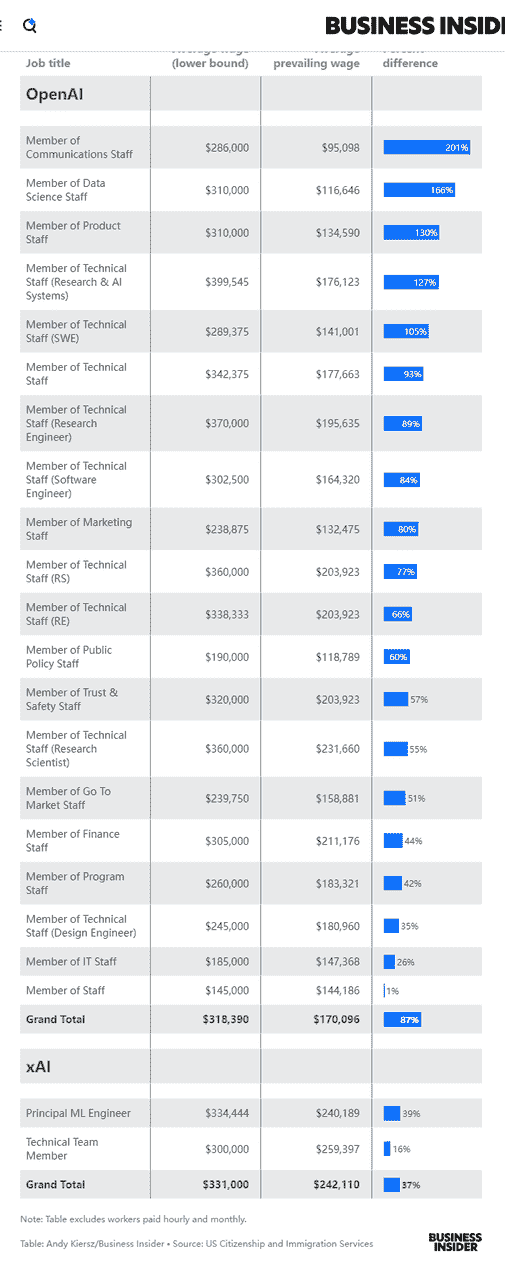 BUSINESS INSID
Job title (lower bound) prevailing wage difference
OpenAI
Member of
Communications Staff $286,000 $95,098 201%
Member of Data
Science Staff $310,000 $116,646 166%
Member of Product
Staff $310,000 $134,590 130%
Member of Technical
Staff (Research & AI
Systems) $399,545 $176,123 127%
Member of Technical
Staff (SWE) $289,375 $141,001 105%
Member of Technical
Staff $342,375 $177,663 93%
Member of Technical
Staff (Research
Engineer) $370,000 $195,635 89%
Member of Technical
Staff (Software
Engineer) $302,500 $164,320 84%
Member of Marketing
Staff $238,875 $132,475 80%
Member of Technical
Staff (RS) $360,000 $203,923 77%
Member of Technical
Staff (RE) $338,333 $203,923 66%
Member of Public
Policy Staff $190,000 $118,789 60%
Member of Trust &
Safety Staff $320,000 $203,923 57%
Member of Technical
Staff (Research
Scientist) $360,000 $231,660 55%
Member of Go To
Market Staff $239,750 $158,881 51%
Member of Finance
Staff $305,000 $211,176 44%
Member of Program
Staff $260,000 $183,321 42%
Member of Technical
Staff (Design Engineer) $245,000 $180,960 35%
Member of IT Staff $185,000 $147,368 26%
Member of Staff $145,000 $144,186 1%
Grand Total $318,390 $170,096 87%
xAI
Principal ML Engineer $334,444 $240,189 39%
Technical Team
Member $300,000 $259,397 16%
Grand Total $331,000 $242,110 37%
Note: Table excludes workers paid hourly and monthly.
Table: Andy Kiersz/Business Insider • Source: US Citizenship and Immigration Services
BUSINESS
INSIDER